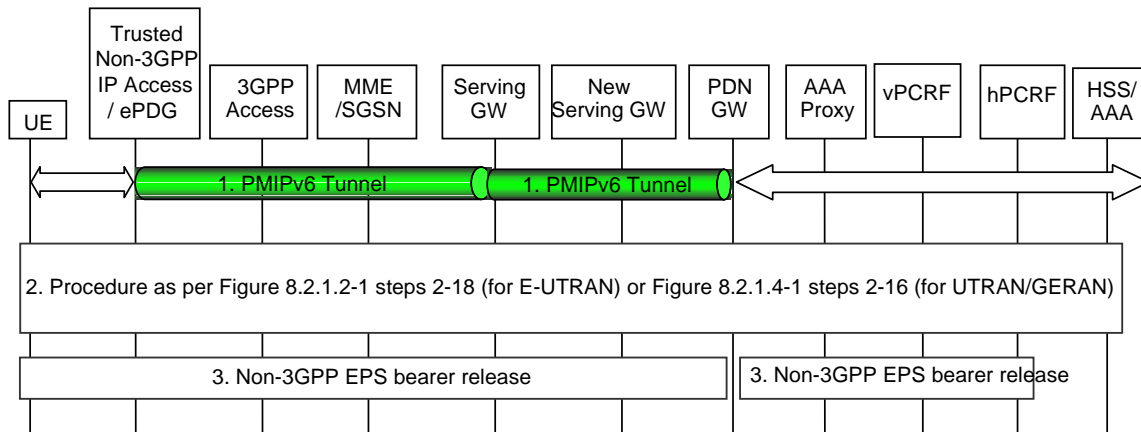 UE
Trusted
Non-3GPP
IP Access
/ ePDG
3GPP
Access
MME
/SGSN
Serving
GW
New
Serving GW
PDN
GW
AAA
Proxy
vPCRF
hPCRF
HSS/
AAA
1. PMIPv6 Tunnel
1. PMIPv6 Tunnel
2. Procedure as per Figure 8.2.1.2-1 steps 2-18 (for E-UTRAN) or Figure 8.2.1.4-1 steps 2-16 (for UTRAN/GERAN)
3. Non-3GPP EPS bearer release
3. Non-3GPP EPS bearer release